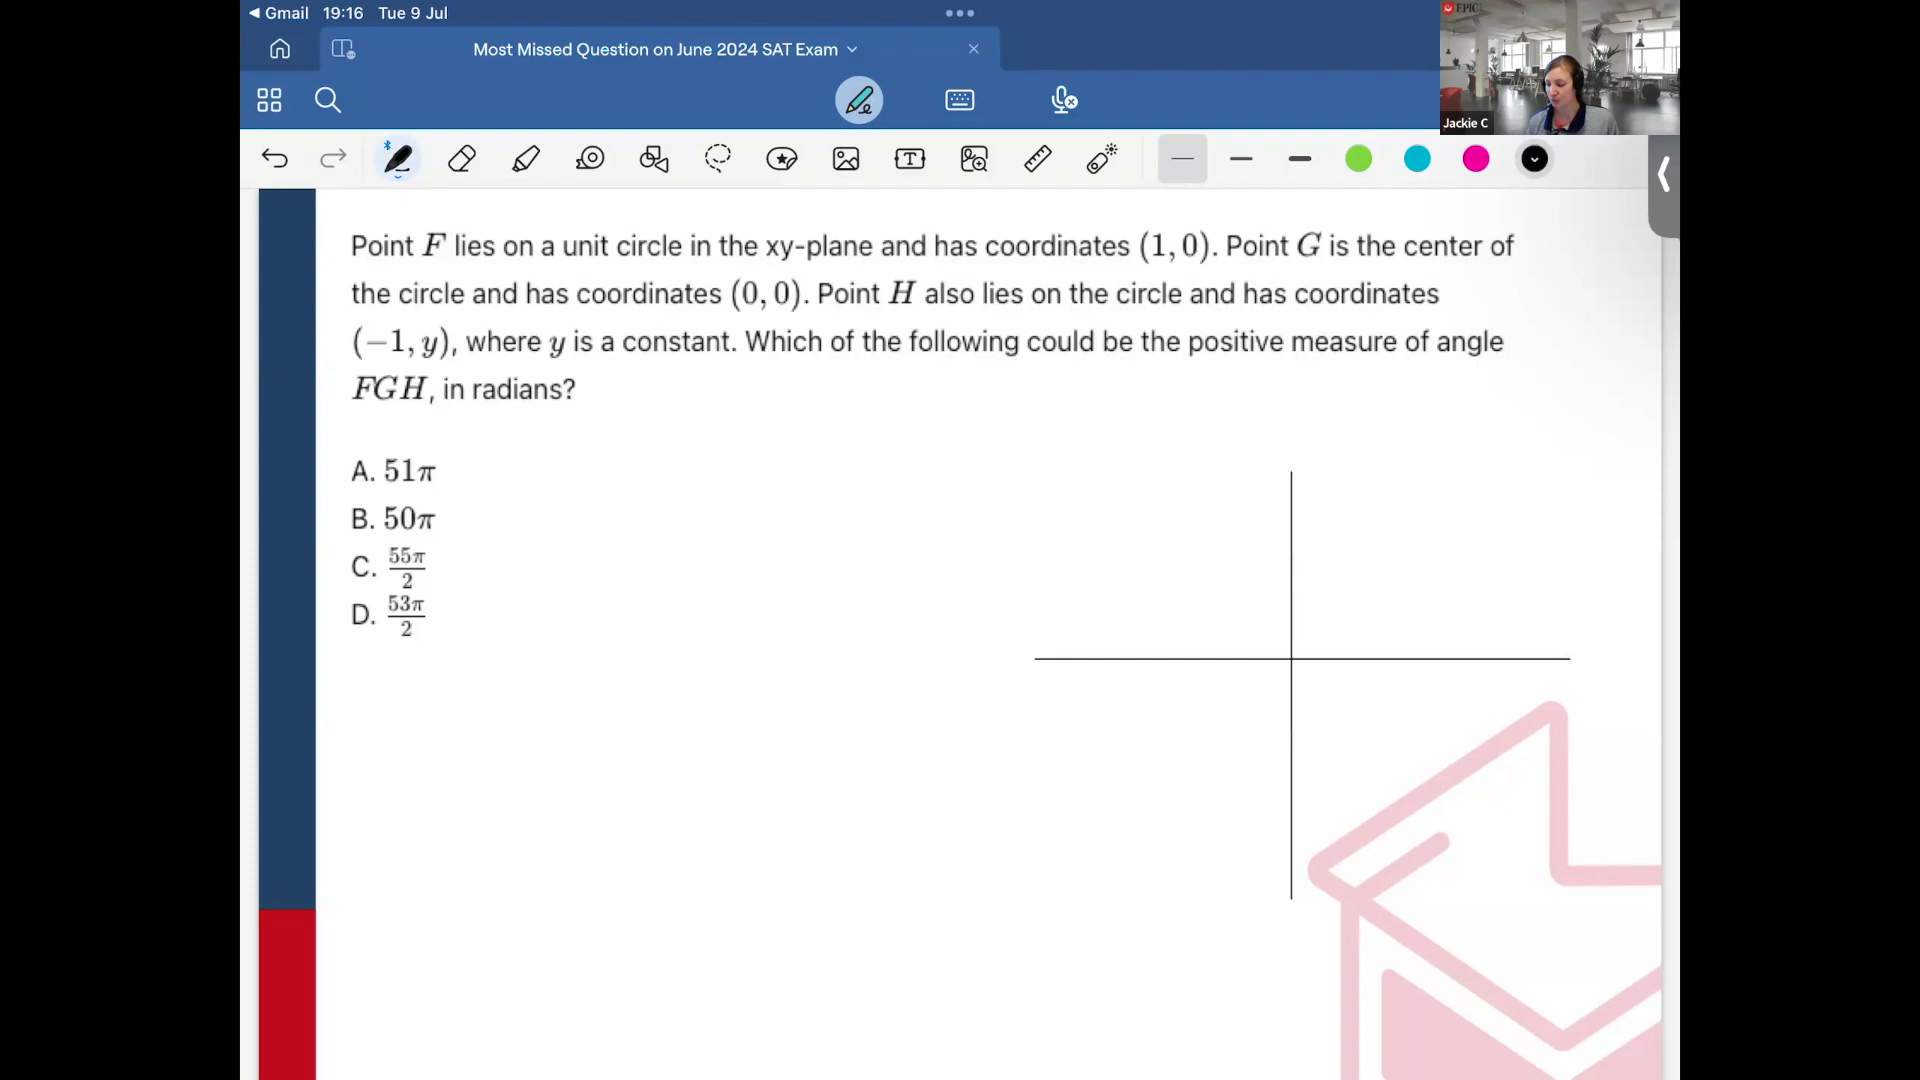 Gmail 19:16 Tue 9 Jul
Most Missed Question on June 2024 SAT Exam
EPIC
Jackie C
Point F lies on a unit circle in the xy-plane and has coordinates (1, 0). Point G is the center of
the circle and has coordinates (0, 0). Point H also lies on the circle and has coordinates
(−1, y), where y is a constant. Which of the following could be the positive measure of angle
FGH, in radians?
A. 51π
B. 50π
C. 55π/2
D. 53π/2